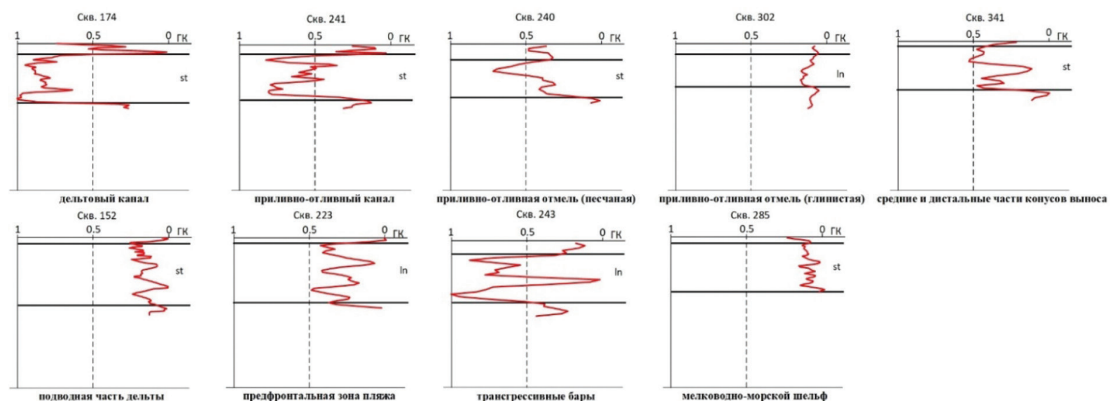 Скв. 174
1 0,5 0 ГК
st
дельтовый канал
Скв. 241
1 0,5 0 ГК
st
приливно-отливный канал
Скв. 240
1 0,5 0 ГК
st
приливно-отливная отмель (песчаная)
Скв. 302
1 0,5 0 ГК
ln
приливно-отливная отмель (глинистая)
Скв. 341
1 0,5 0 ГК
st
средние и дистальные части конусов выноса
Скв. 152
1 0,5 0 ГК
st
подводная часть дельты
Скв. 223
1 0,5 0 ГК
ln
предфронтальная зона пляжа
Скв. 243
1 0,5 0 ГК
ln
трансгрессивные бары
Скв. 285
1 0,5 0 ГК
st
мелководно-морской шельф